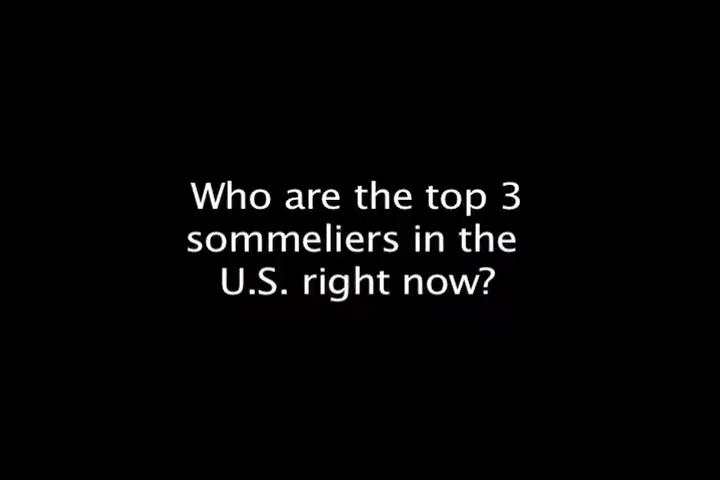 Who are the top 3
sommeliers in the
U.S. right now?